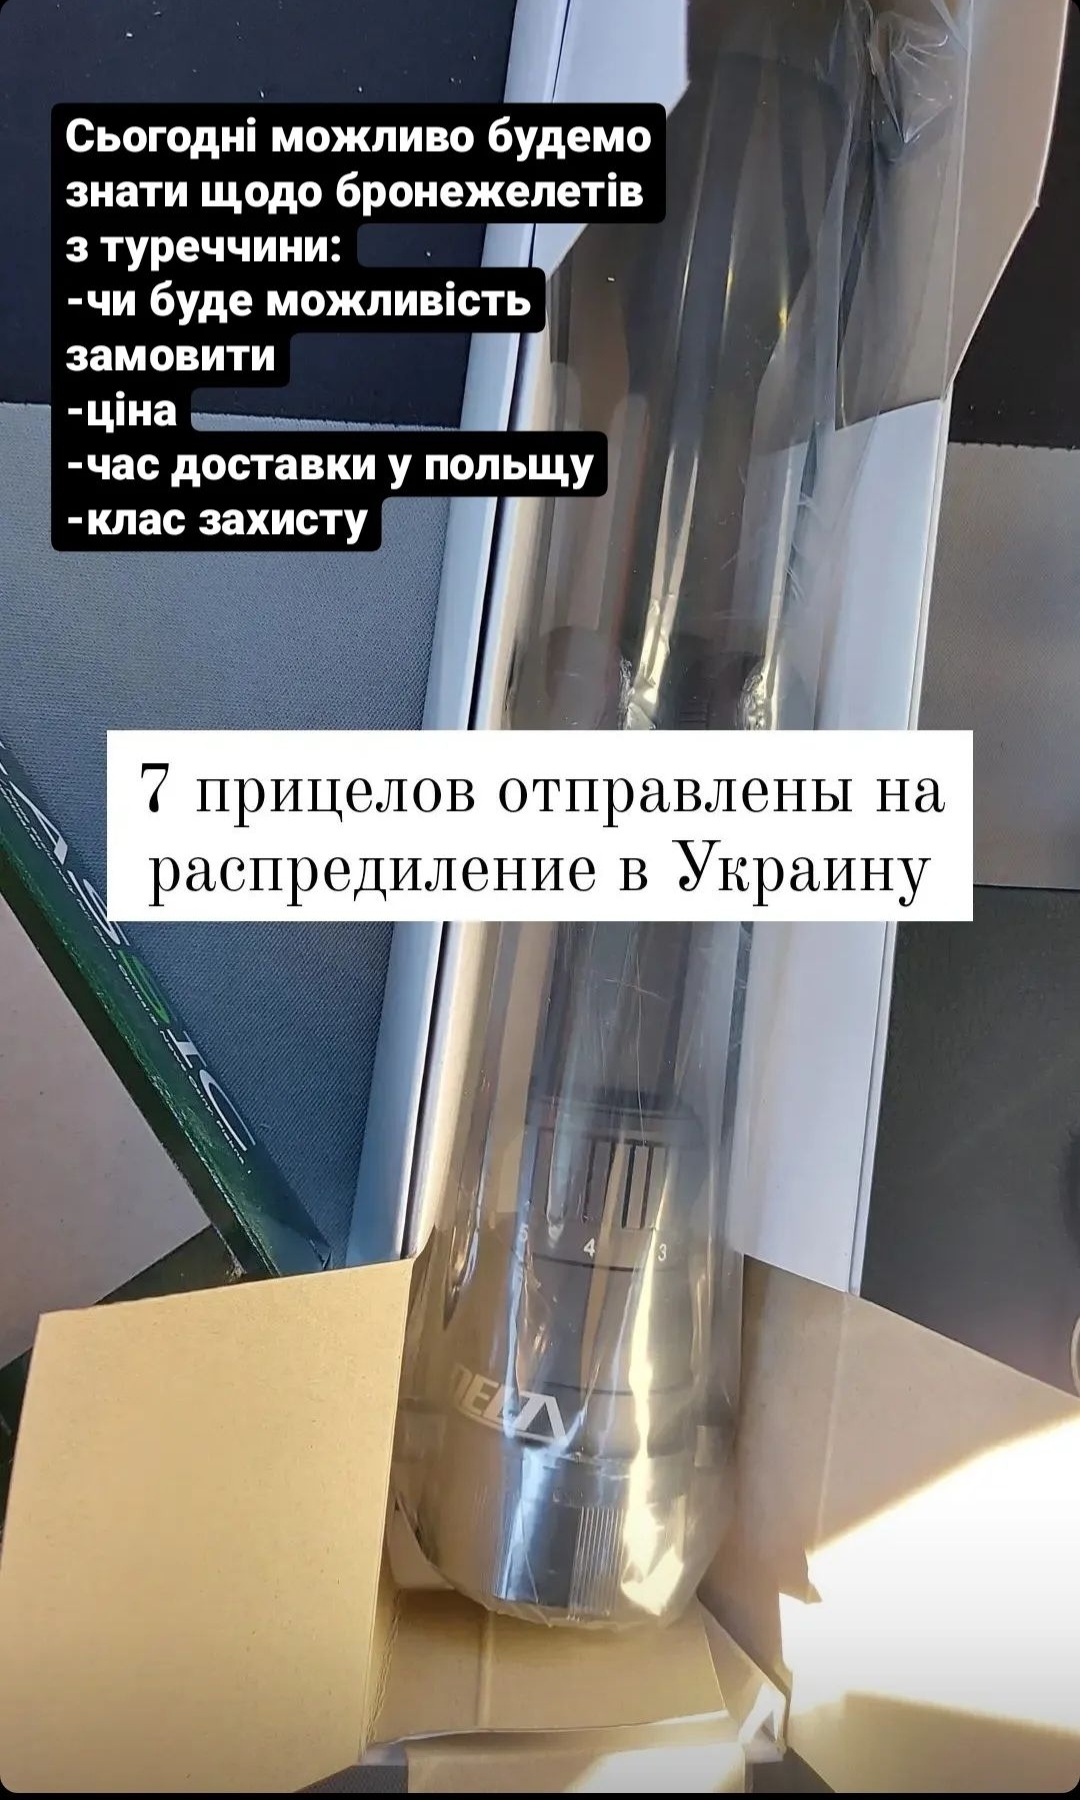 Сьогодні можливо будемо
знати щодо бронежелетів
з туреччини:
-чи буде можливість
замовити
-ціна
-час доставки у польщу
-клас захисту
7 прицелов отправлены на
распредиление в Украину
5 4 3
DELTA